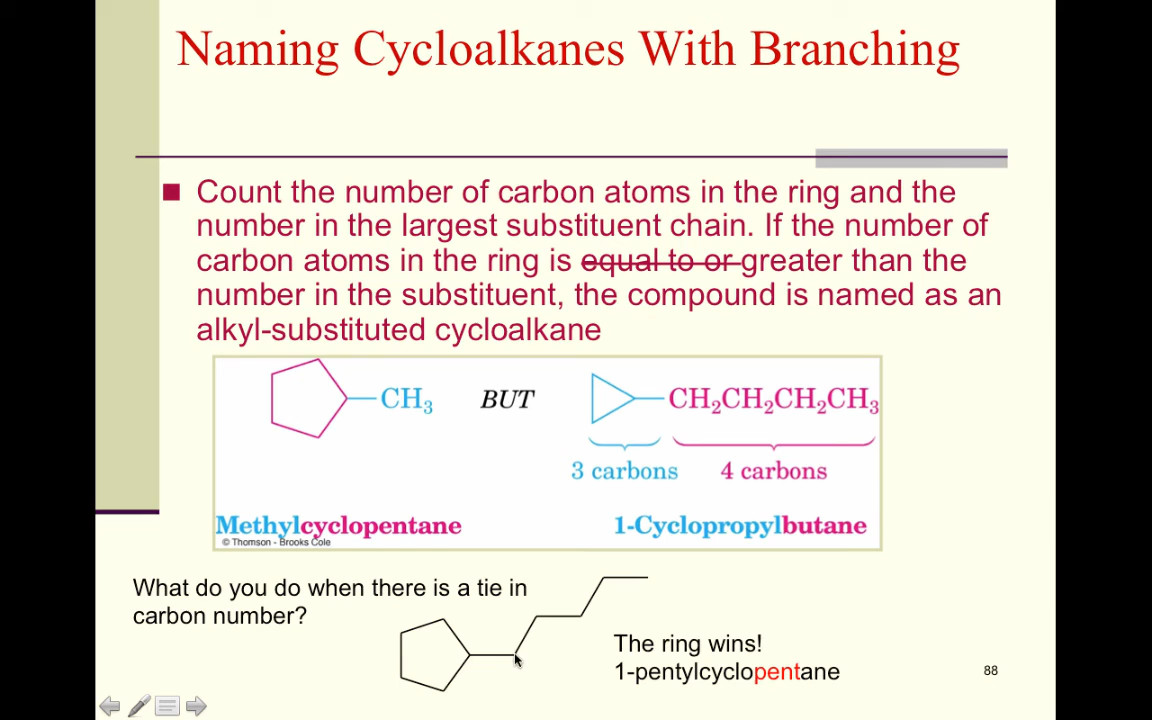 Naming Cycloalkanes With Branching
Count the number of carbon atoms in the ring and the
number in the largest substituent chain. If the number of
carbon atoms in the ring is equal to or greater than the
number in the substituent, the compound is named as an
alkyl-substituted cycloalkane
CH3 BUT CH2CH2CH2CH3
3 carbons 4 carbons
Methylcyclopentane 1-Cyclopropylbutane
© Thomson - Brooks Cole
What do you do when there is a tie in
carbon number?
The ring wins!
1-pentylcyclopentane
88